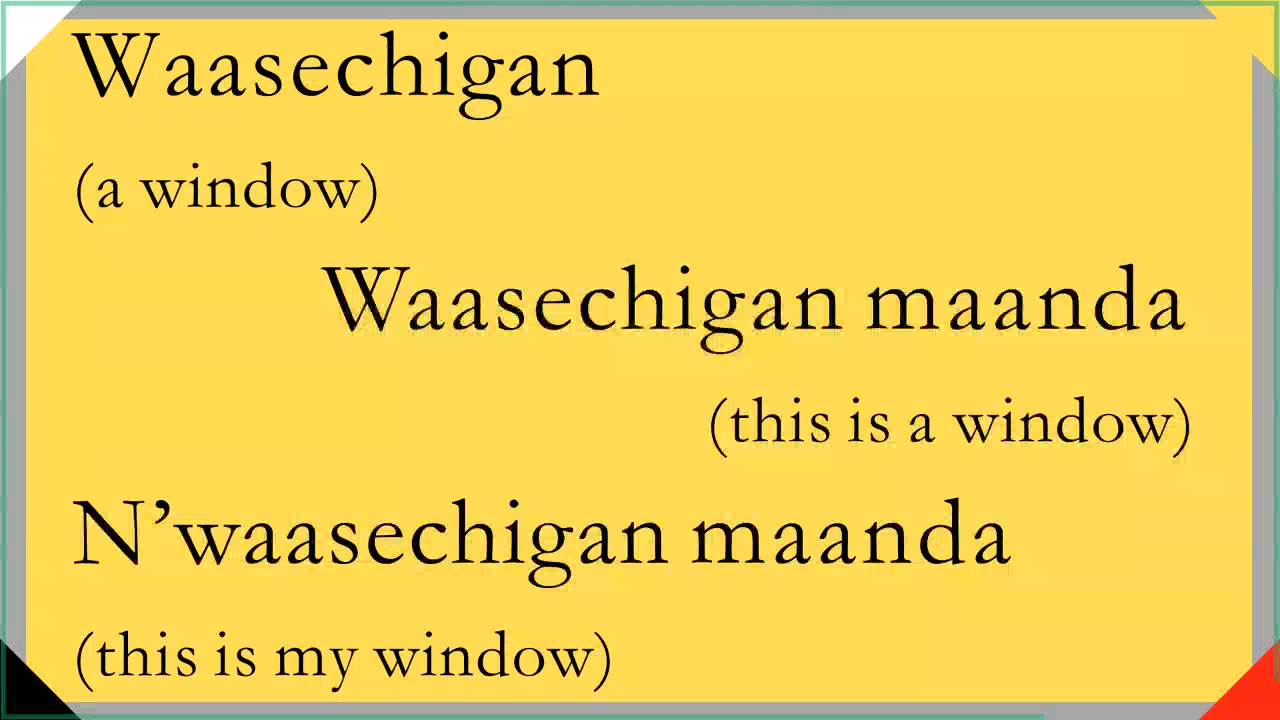 Waasechigan
(a window)
Waasechigan maanda
(this is a window)
N’waasechigan maanda
(this is my window)